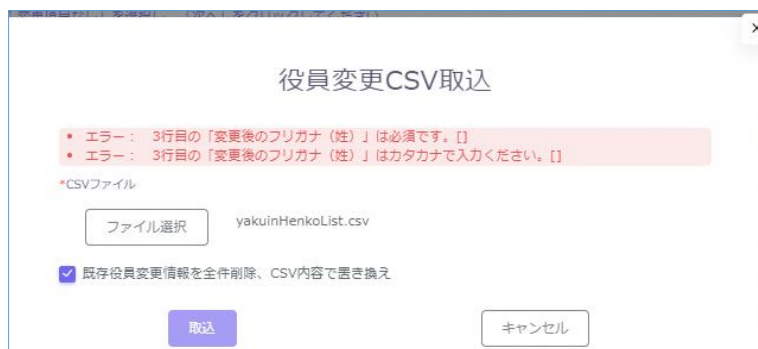 役員変更CSV取込
• エラー： 3行目の「変更後のフリガナ（姓）」は必須です。[]
• エラー： 3行目の「変更後のフリガナ（姓）」はカタカナで入力ください。[]
*CSVファイル
ファイル選択 yakuinHenkoList.csv
既存役員変更情報を全件削除、CSV内容で置き換え
取込 キャンセル